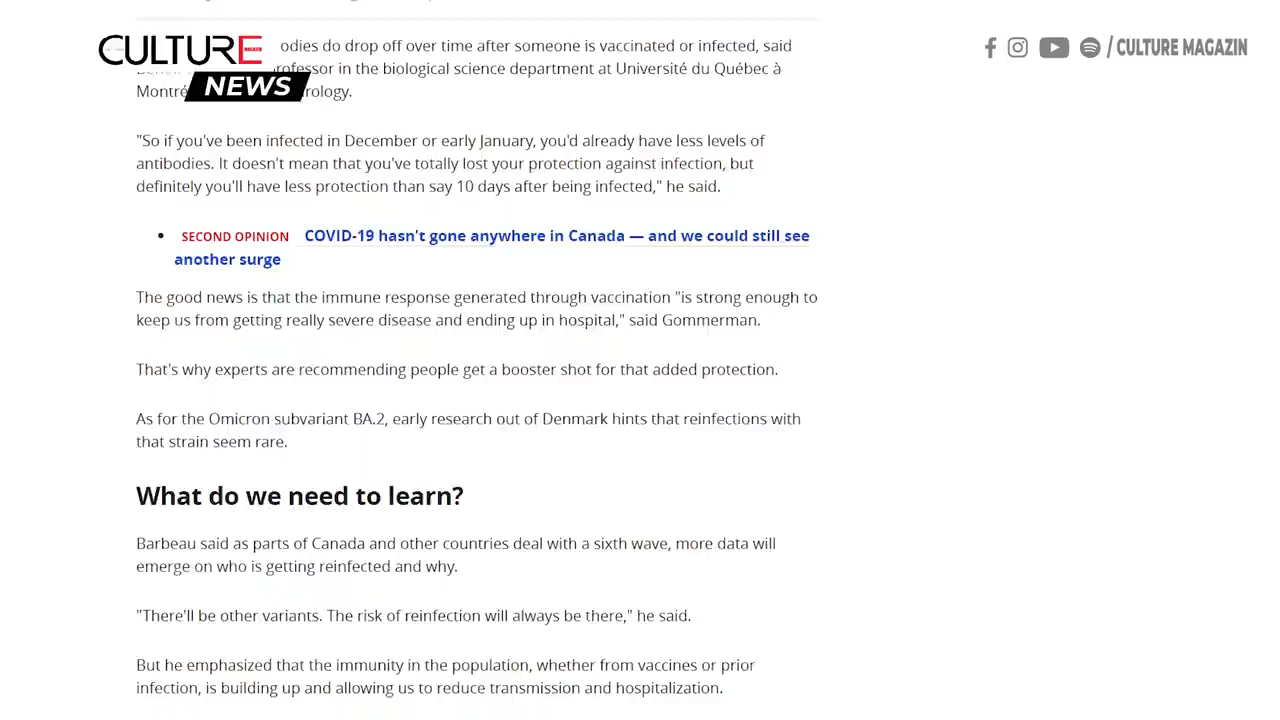 CULTURE
NEWS
/ CULTURE MAGAZIN
odies do drop off over time after someone is vaccinated or infected, said
rofessor in the biological science department at Université du Québec à
Montré rology.
"So if you've been infected in December or early January, you'd already have less levels of
antibodies. It doesn't mean that you've totally lost your protection against infection, but
definitely you'll have less protection than say 10 days after being infected," he said.
• SECOND OPINION COVID-19 hasn't gone anywhere in Canada — and we could still see
another surge
The good news is that the immune response generated through vaccination "is strong enough to
keep us from getting really severe disease and ending up in hospital," said Gommerman.
That's why experts are recommending people get a booster shot for that added protection.
As for the Omicron subvariant BA.2, early research out of Denmark hints that reinfections with
that strain seem rare.
What do we need to learn?
Barbeau said as parts of Canada and other countries deal with a sixth wave, more data will
emerge on who is getting reinfected and why.
"There'll be other variants. The risk of reinfection will always be there," he said.
But he emphasized that the immunity in the population, whether from vaccines or prior
infection, is building up and allowing us to reduce transmission and hospitalization.